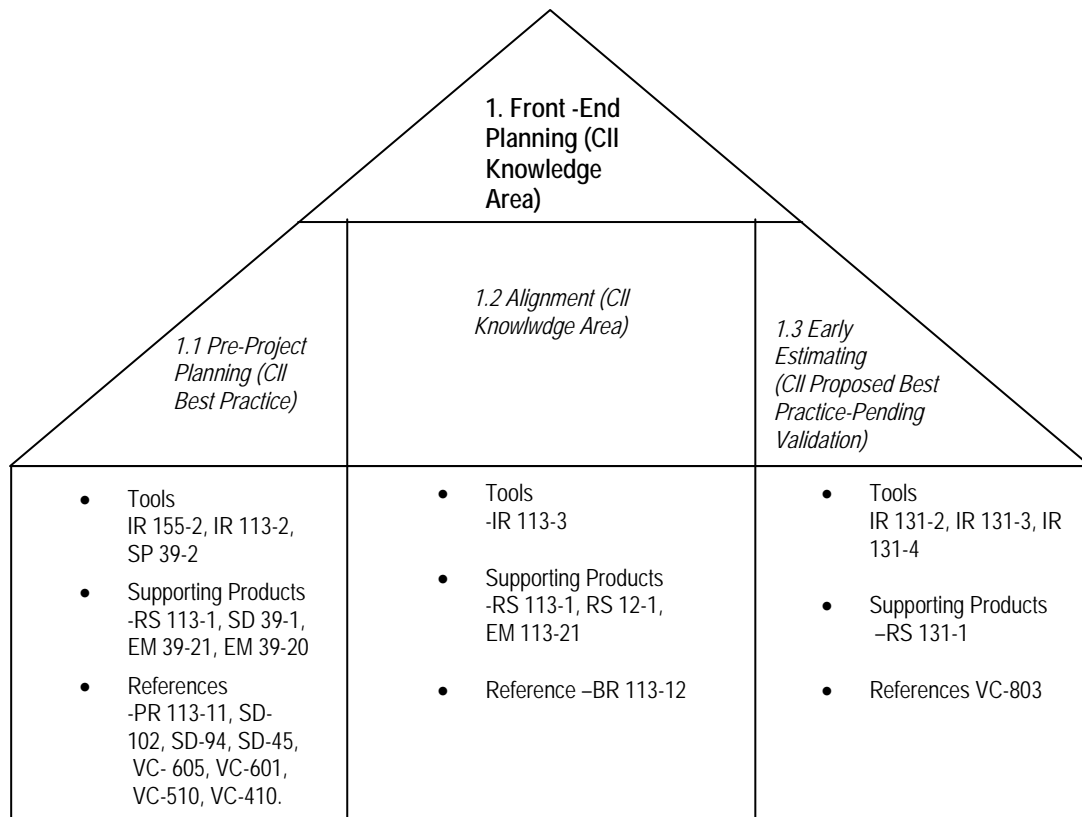 1. Front -End
Planning (CII
Knowledge
Area)
1.1 Pre-Project
Planning (CII
Best Practice)
1.2 Alignment (CII
Knowlwdge Area)
1.3 Early
Estimating
(CII Proposed Best
Practice-Pending
Validation)
• Tools
IR 155-2, IR 113-2,
SP 39-2
• Supporting Products
-RS 113-1, SD 39-1,
EM 39-21, EM 39-20
• References
-PR 113-11, SD-
102, SD-94, SD-45,
VC- 605, VC-601,
VC-510, VC-410.
• Tools
-IR 113-3
• Supporting Products
-RS 113-1, RS 12-1,
EM 113-21
• Reference –BR 113-12
• Tools
IR 131-2, IR 131-3, IR
131-4
• Supporting Products
–RS 131-1
• References VC-803